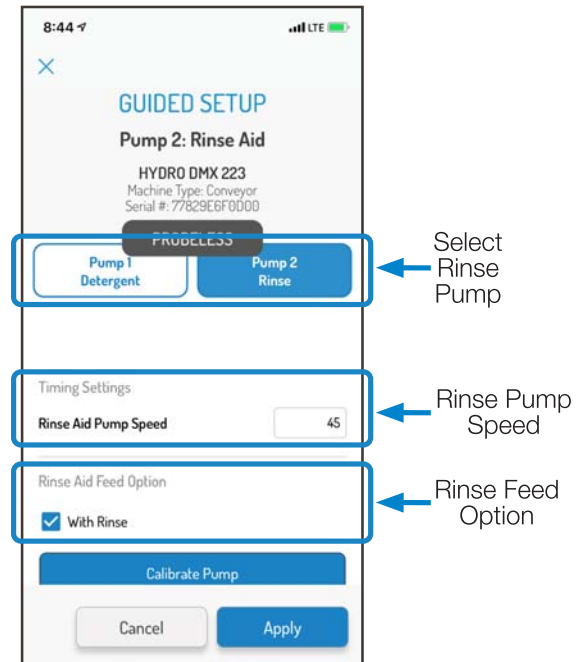 8:44
LTE
GUIDED SETUP
Pump 2: Rinse Aid
HYDRO DMX 223
Machine Type: Conveyor
Serial #: 77829E6F0D00
PROBELESS
Pump 1
Detergent
Pump 2
Rinse
Select
Rinse
Pump
Timing Settings
Rinse Aid Pump Speed
45
Rinse Pump
Speed
Rinse Aid Feed Option
With Rinse
Rinse Feed
Option
Calibrate Pump
Cancel
Apply